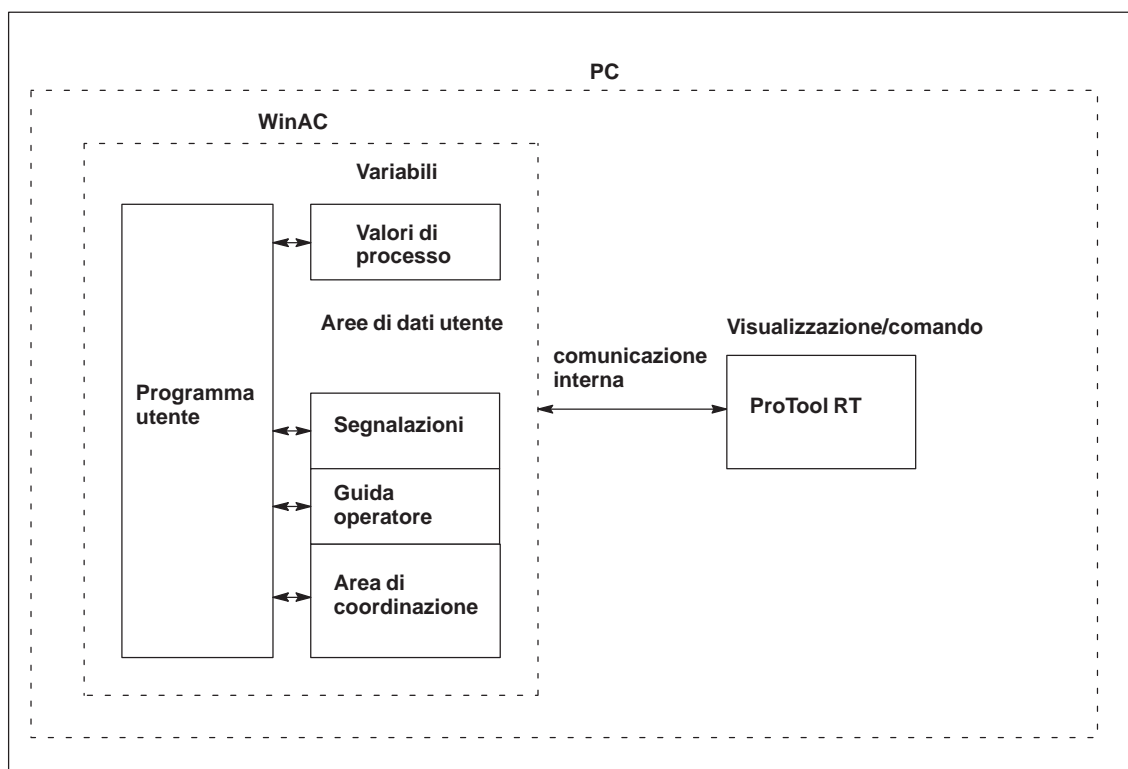 PC
WinAC
Variabili
Valori di
processo
Aree di dati utente
Programma
utente
Segnalazioni
Guida
operatore
Area di
coordinazione
comunicazione
interna
Visualizzazione/comando
ProTool RT